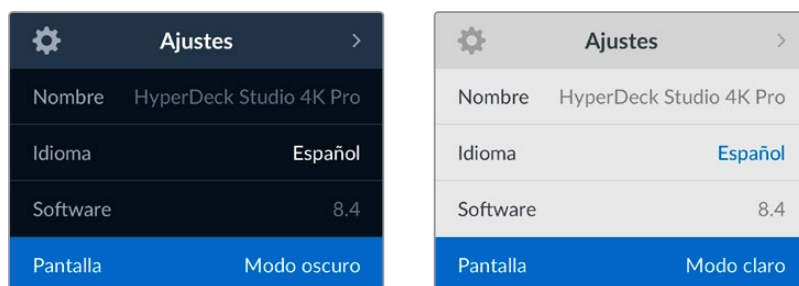 Ajustes
Nombre HyperDeck Studio 4K Pro
Idioma Español
Software 8.4
Pantalla Modo oscuro
Ajustes
Nombre HyperDeck Studio 4K Pro
Idioma Español
Software 8.4
Pantalla Modo claro